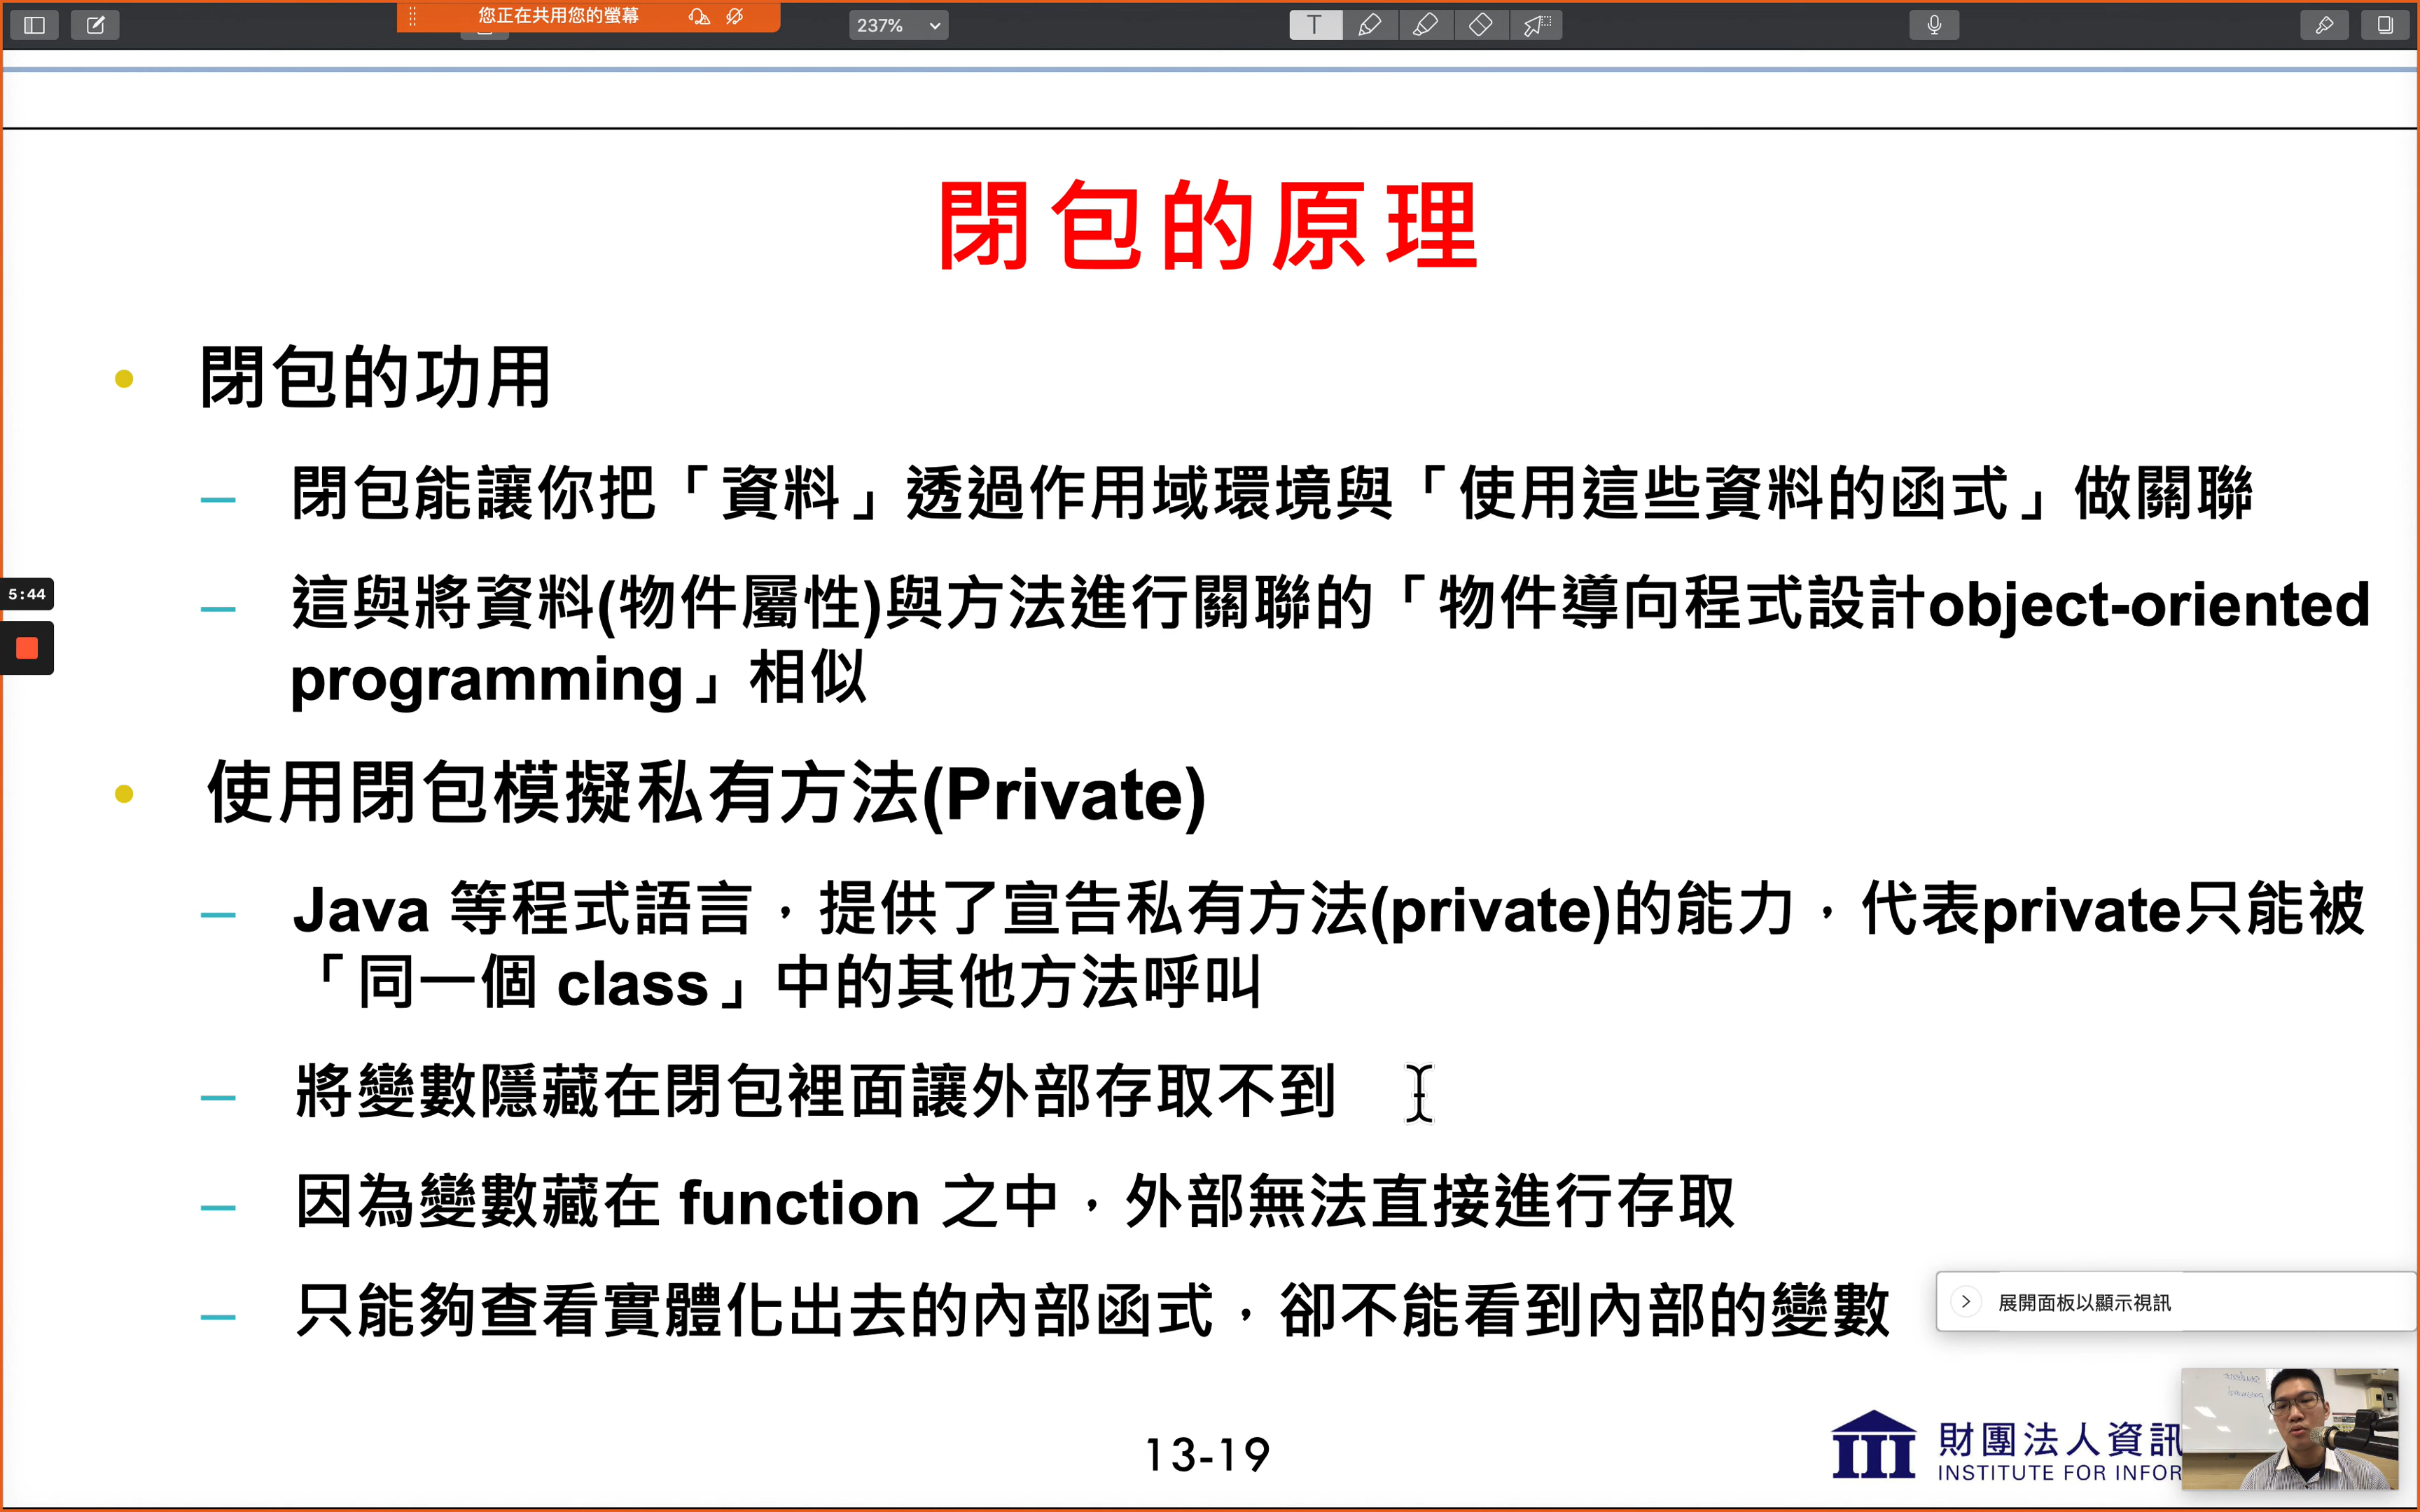 您正在共用您的螢幕
237%
閉包的原理
閉包的功用
閉包能讓你把「資料」透過作用域環境與「使用這些資料的函式」做關聯
5:44
這與將資料(物件屬性)與方法進行關聯的「物件導向程式設計object-oriented
programming」相似
使用閉包模擬私有方法(Private)
Java 等程式語言，提供了宣告私有方法(private)的能力，代表private只能被
「同一個 class」中的其他方法呼叫
將變數隱藏在閉包裡面讓外部存取不到
因為變數藏在 function 之中，外部無法直接進行存取
只能夠查看實體化出去的內部函式，卻不能看到內部的變數
展開面板以顯示視訊
13-19
財團法人資訊
INSTITUTE FOR INFOR